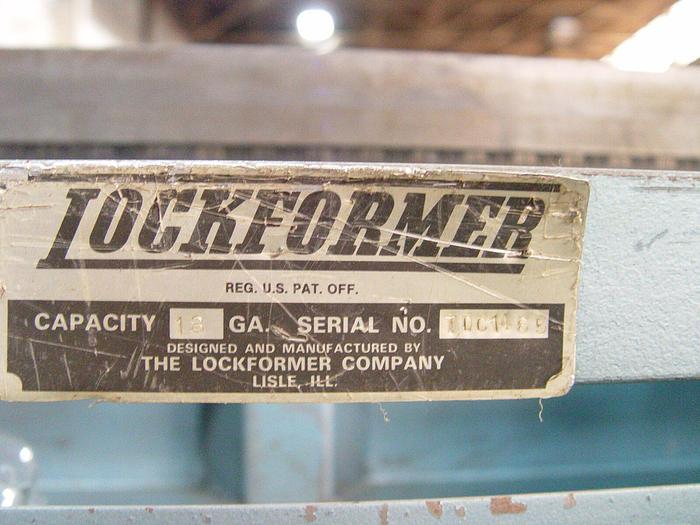 LOCKFORMER
REG. U.S. PAT. OFF.
CAPACITY 18 GA. SERIAL NO.
DESIGNED AND MANUFACTURED BY
THE LOCKFORMER COMPANY
LISLE, ILL.